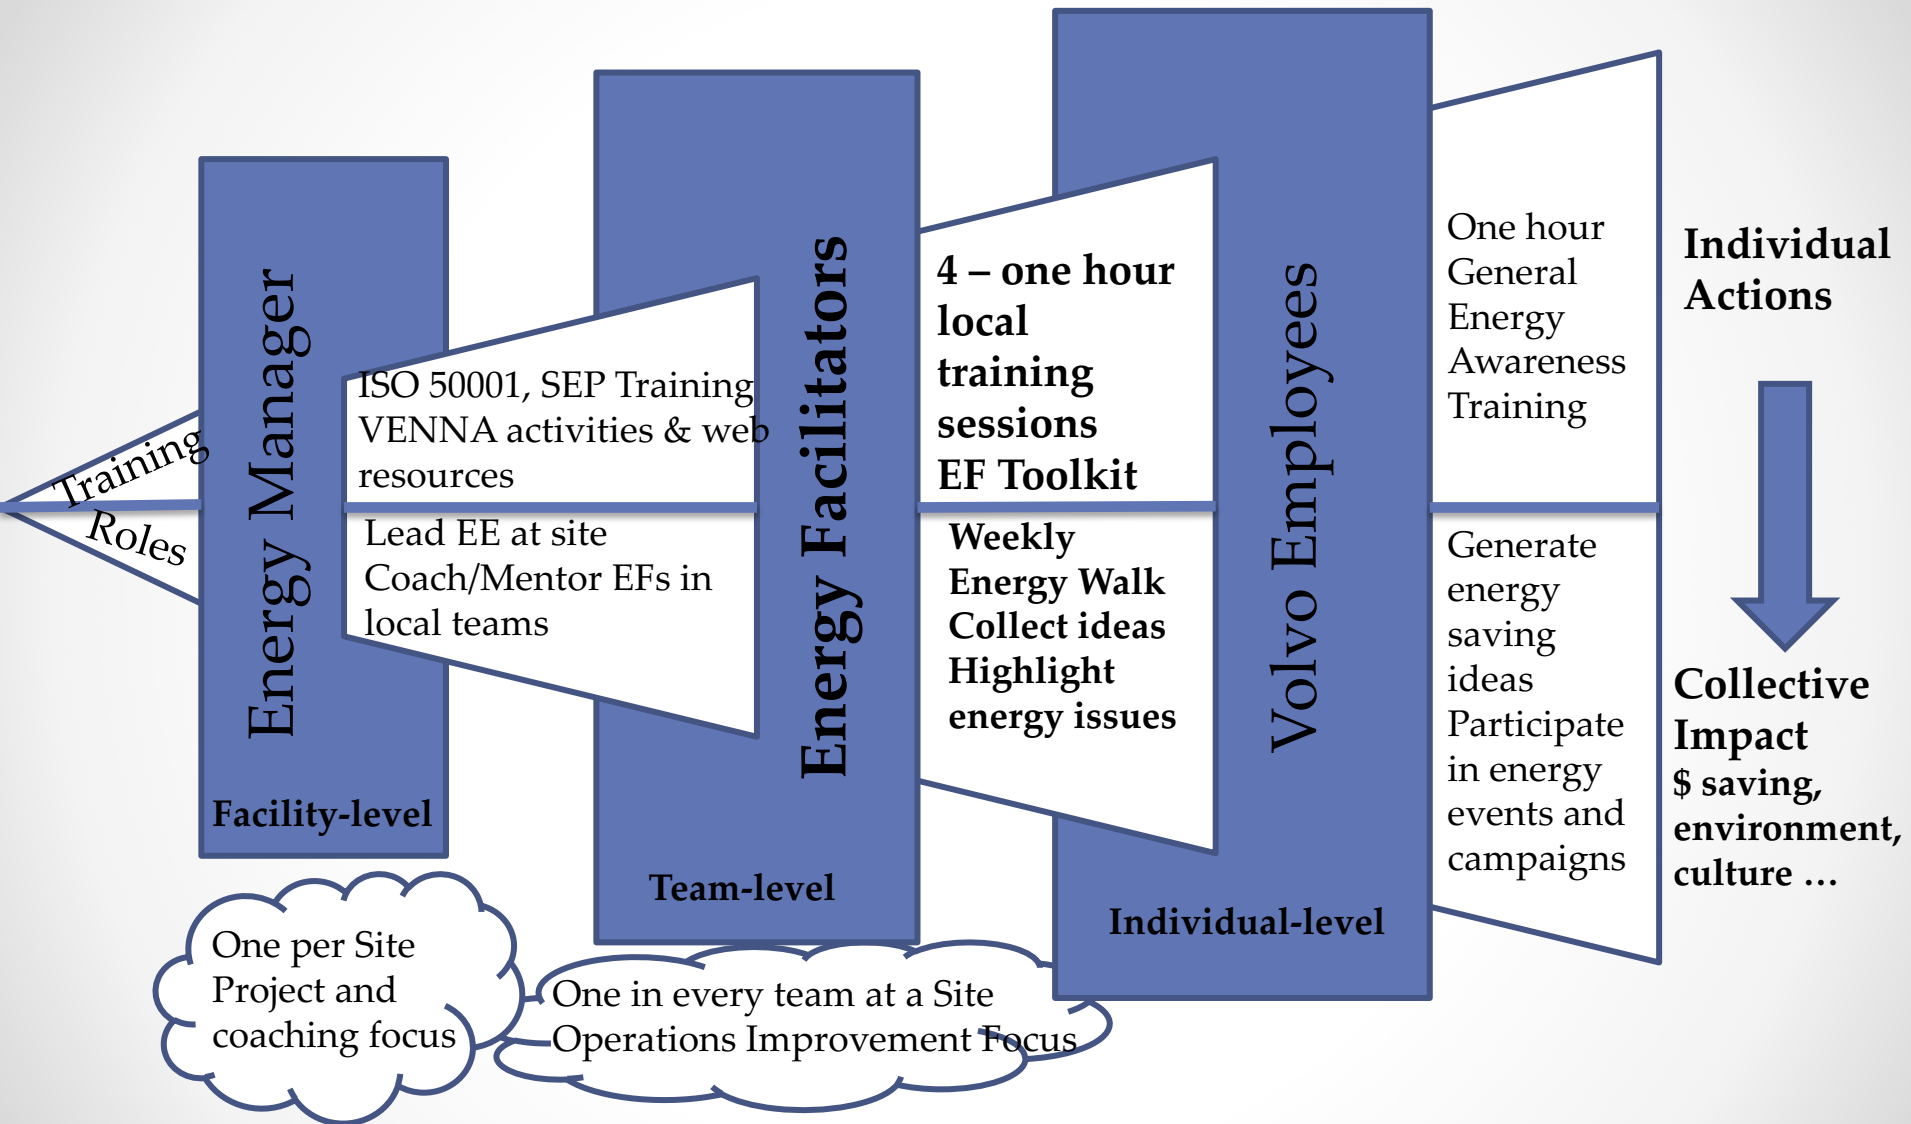 Training
Roles
Energy Manager
Facility-level
One per Site
Project and
coaching focus
ISO 50001, SEP Training
VENNA activities & web
resources
Lead EE at site
Coach/Mentor EFs in
local teams
Energy Facilitators
Team-level
One in every team at a Site
Operations Improvement Focus
4 – one hour
local
training
sessions
EF Toolkit
Weekly
Energy Walk
Collect ideas
Highlight
energy issues
Volvo Employees
Individual-level
One hour
General
Energy
Awareness
Training
Generate
energy
saving
ideas
Participate
in energy
events and
campaigns
Individual
Actions
Collective
Impact
$ saving,
environment,
culture …